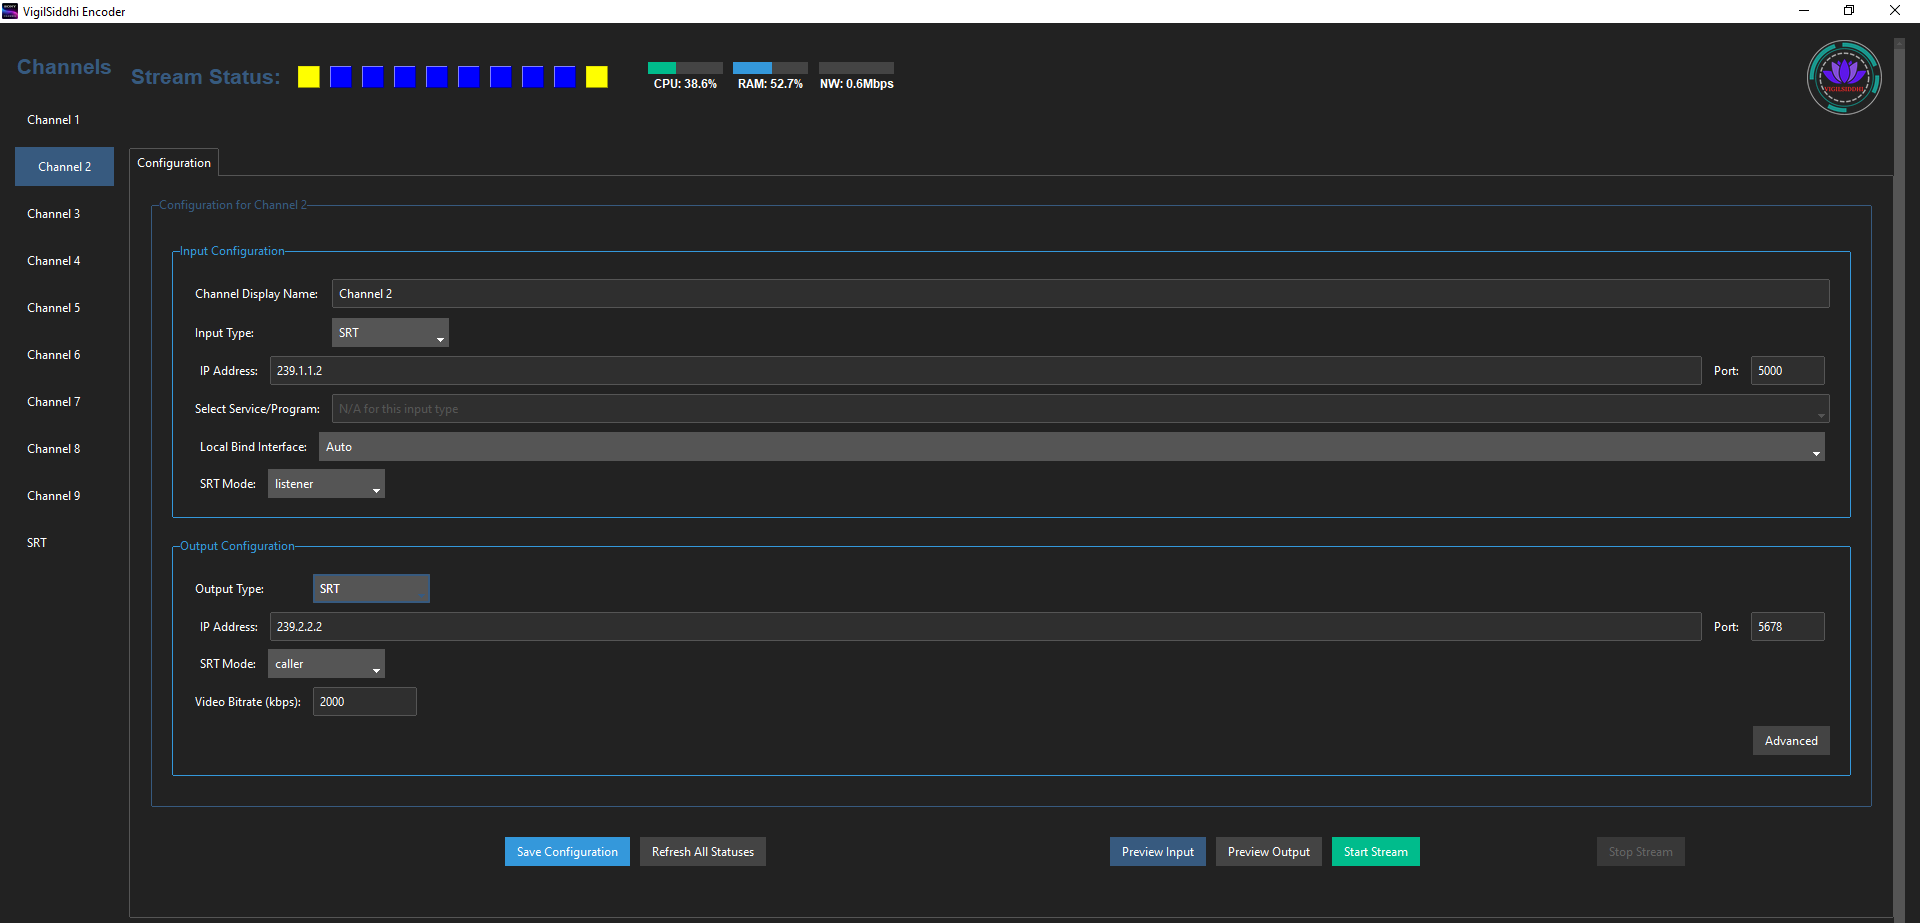 VigilSiddhi Encoder
Channels
Stream Status:
CPU: 38.6%
RAM: 52.7%
NW: 0.6Mbps
VIGILSIDDHI
Channel 1
Channel 2
Channel 3
Channel 4
Channel 5
Channel 6
Channel 7
Channel 8
Channel 9
SRT
Configuration
Configuration for Channel 2
Input Configuration
Channel Display Name: Channel 2
Input Type: SRT
IP Address: 239.1.1.2 Port: 5000
Select Service/Program: N/A for this input type
Local Bind Interface: Auto
SRT Mode: listener
Output Configuration
Output Type: SRT
IP Address: 239.2.2.2 Port: 5678
SRT Mode: caller
Video Bitrate (kbps): 2000
Advanced
Save Configuration Refresh All Statuses Preview Input Preview Output Start Stream Stop Stream